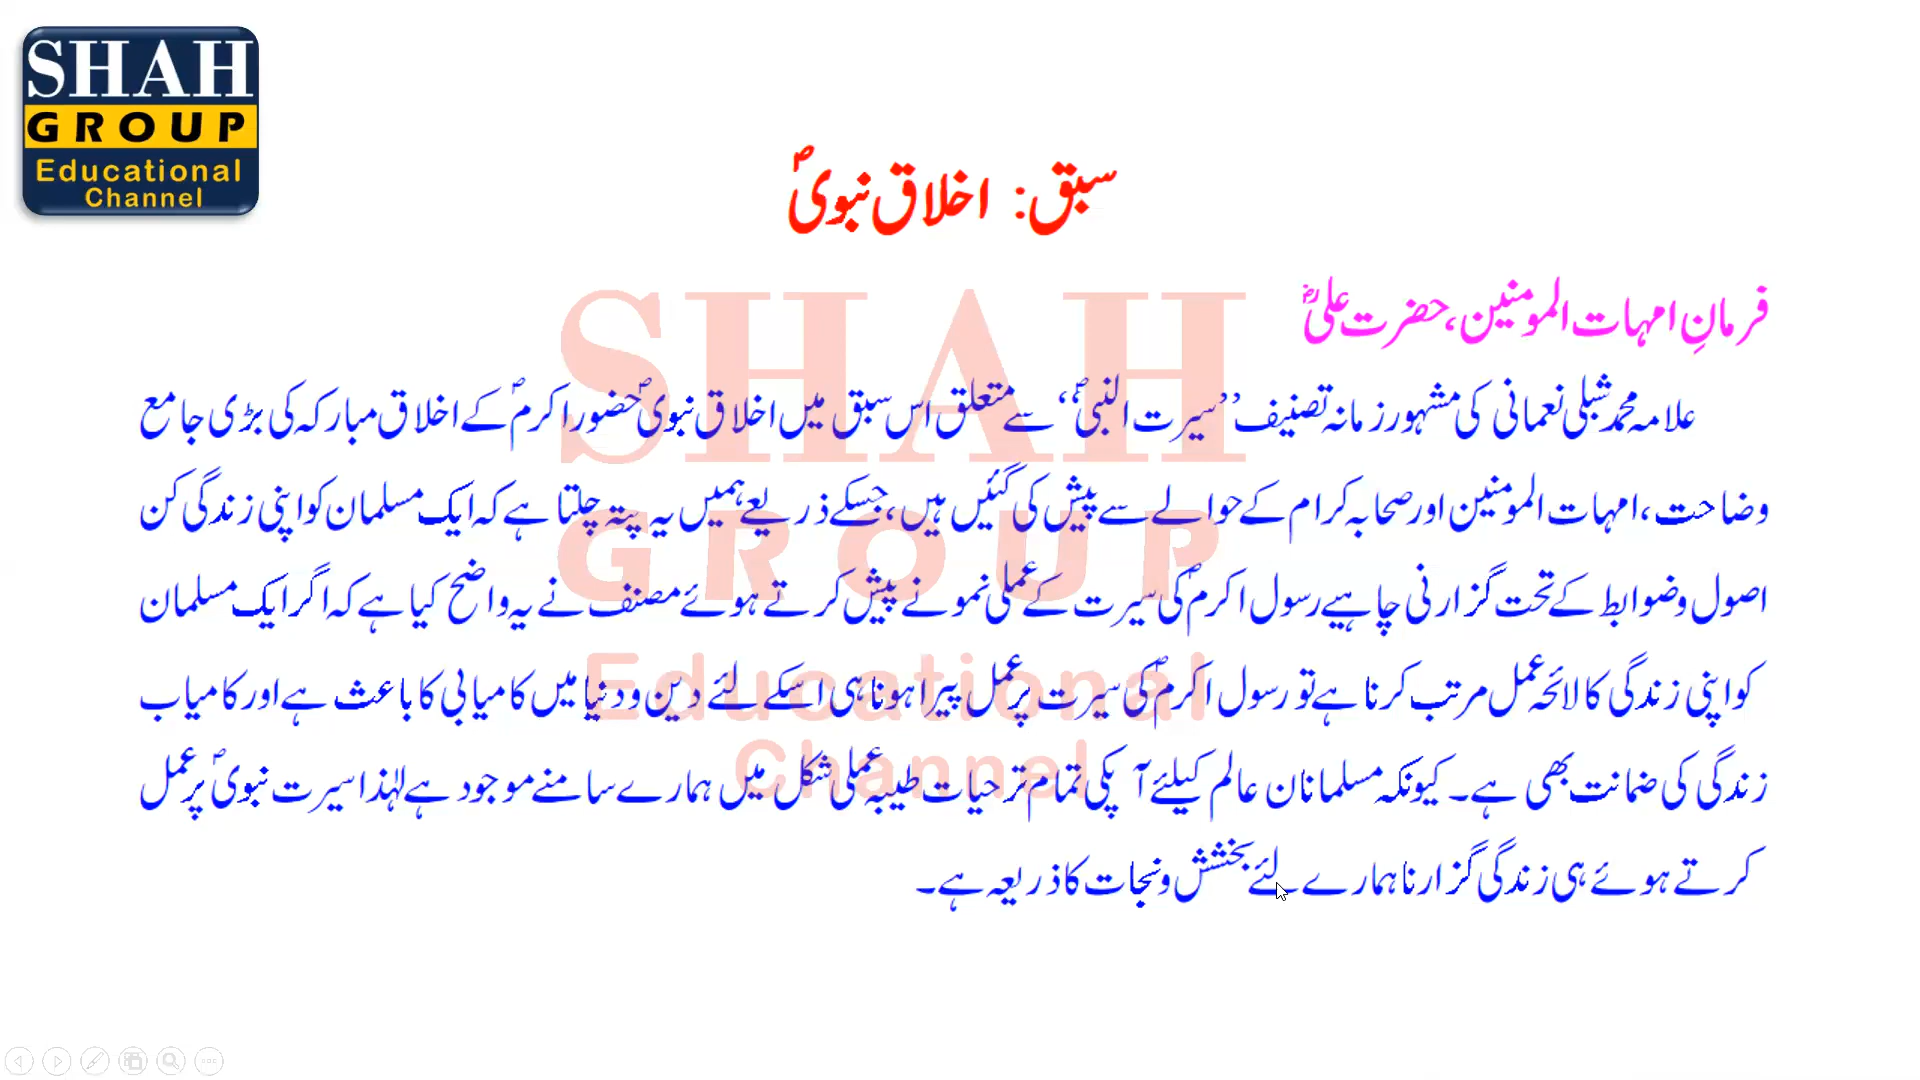 SHAH
GROUP
Educational
Channel
سبق: اخلاق نبویؐ
فرمانِ امہات المومنین، حضرت علیؓ
علامہ محمد شبلی نعمانی کی مشہور زمانہ تصنیف ’’سیرت النبیؐ‘‘ سے متعلق اس سبق میں اخلاق نبویؐ حضور اکرمؐ کے اخلاق مبارکہ کی بڑی جامع
وضاحت، امہات المومنین اور صحابہ کرام کے حوالے سے پیش کی گئیں ہیں، جسکے ذریعے ہمیں یہ پتہ چلتا ہے کہ ایک مسلمان کو اپنی زندگی کن
اصول وضوابط کے تحت گزارنی چاہیے رسول اکرمؐ کی سیرت کے عملی نمونے پیش کرتے ہوئے مصنف نے یہ واضح کیا ہے کہ اگر ایک مسلمان
کو اپنی زندگی کا لائحہ عمل مرتب کرنا ہے تو رسول اکرمؐ کی سیرت پر عمل پیرا ہونا ہی اسکے لئے دین و دنیا میں کامیابی کا باعث ہے اور کامیاب
زندگی کی ضمانت بھی ہے۔ کیونکہ مسلمانان عالم کیلئے آپکی تمام تر حیات طیبہ عملی شکل میں ہمارے سامنے موجود ہے لہٰذا سیرت نبویؐ پر عمل
کرتے ہوئے ہی زندگی گزارنا ہمارے لئے بخشش و نجات کا ذریعہ ہے۔
SHAH
GROUP
Educational
Channel